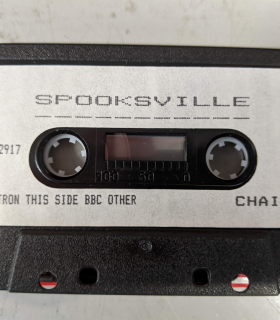 SPOOKSVILLE
2917
TRON THIS SIDE BBC OTHER
CHAI
100 50 0